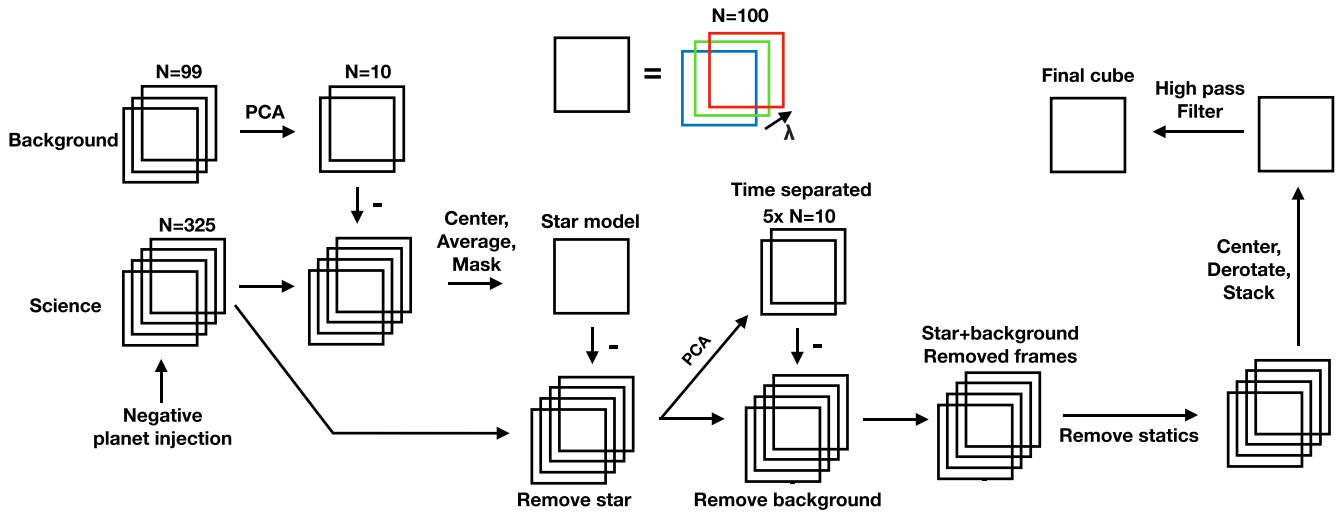 N=100
=
λ
N=99
PCA
N=10
Background
-
N=325
Science
Negative
planet injection
Center,
Average,
Mask
Star model
-
Remove star
PCA
Time separated
5x N=10
-
Remove background
Star+background
Removed frames
Remove statics
Center,
Derotate,
Stack
High pass
Filter
Final cube